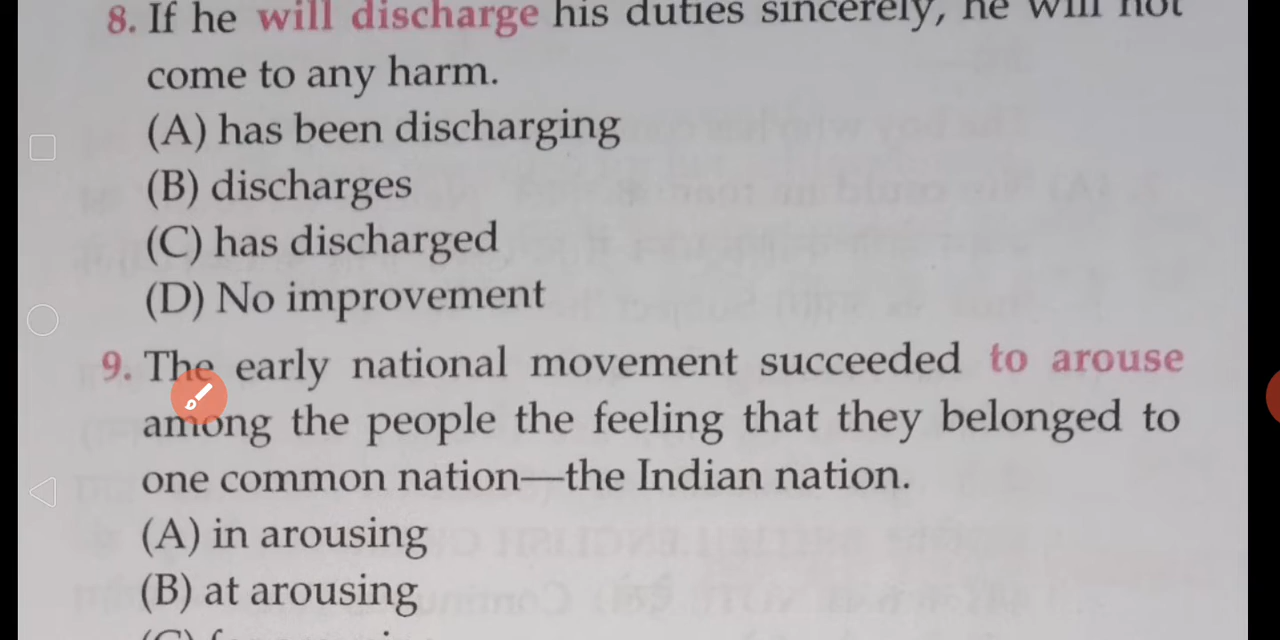 8. If he will discharge his duties sincerely, he will not
come to any harm.
(A) has been discharging
(B) discharges
(C) has discharged
(D) No improvement
9. The early national movement succeeded to arouse
among the people the feeling that they belonged to
one common nation—the Indian nation.
(A) in arousing
(B) at arousing